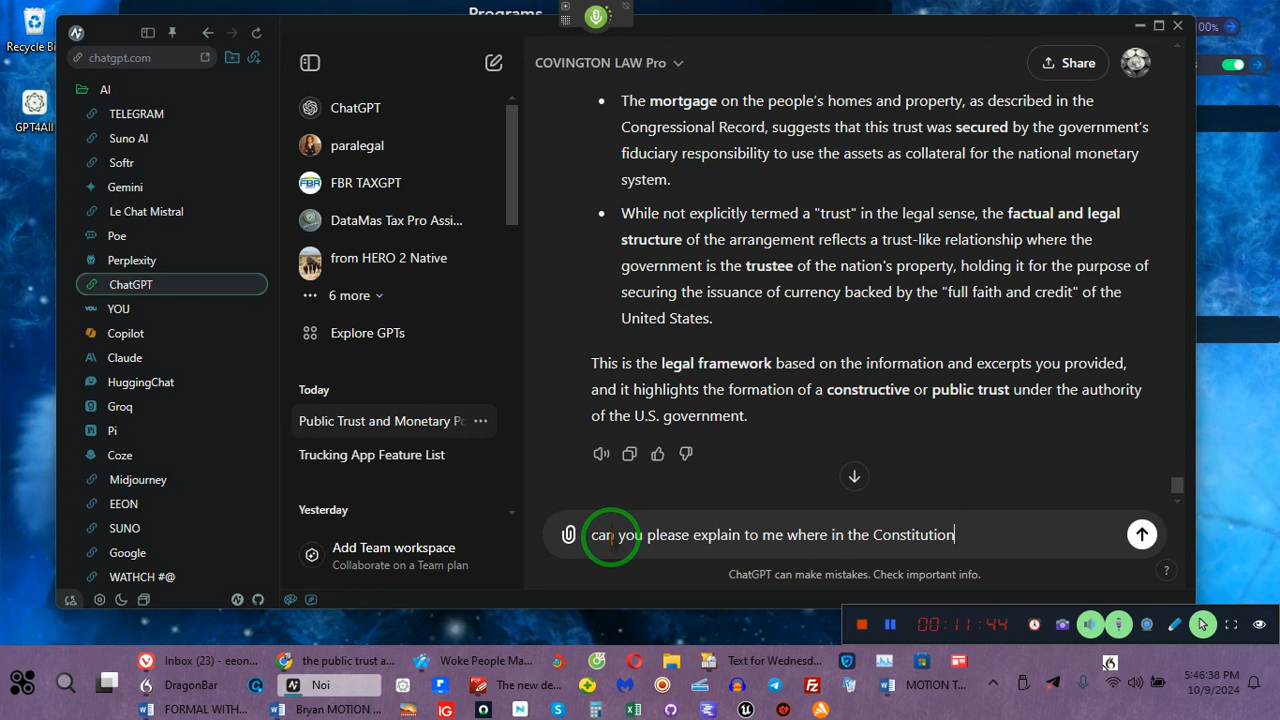 Programs
Recycle Bi
GPT4All
chatgpt.com
AI
TELEGRAM
Suno AI
Softr
Gemini
Le Chat Mistral
Poe
Perplexity
ChatGPT
YOU
Copilot
Claude
HuggingChat
Groq
Pi
Coze
Midjourney
EEON
SUNO
Google
WATHCH #@
ChatGPT
paralegal
FBR TAXGPT
DataMas Tax Pro Assi...
from HERO 2 Native
6 more
Explore GPTs
Today
Public Trust and Monetary Po
Trucking App Feature List
Yesterday
Add Team workspace
Collaborate on a Team plan
COVINGTON LAW Pro
Share
00%
The mortgage on the people's homes and property, as described in the
Congressional Record, suggests that this trust was secured by the government's
fiduciary responsibility to use the assets as collateral for the national monetary
system.
While not explicitly termed a "trust" in the legal sense, the factual and legal
structure of the arrangement reflects a trust-like relationship where the
government is the trustee of the nation's property, holding it for the purpose of
securing the issuance of currency backed by the "full faith and credit" of the
United States.
This is the legal framework based on the information and excerpts you provided,
and it highlights the formation of a constructive or public trust under the authority
of the U.S. government.
can you please explain to me where in the Constitution
ChatGPT can make mistakes. Check important info.
?
00:11:44
Inbox (23) - eeon...
the public trust a...
Woke People Ma...
Text for Wednesd...
DragonBar
Noi
The new de...
MOTION T...
FORMAL WITH...
Bryan MOTION ...
5:46:38 PM
10/9/2024